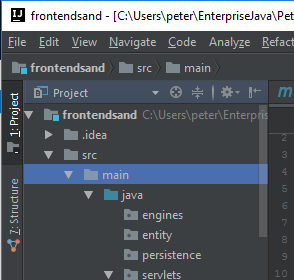 IJ frontendsand - [C:\Users\peter\EnterpriseJava\Pet
File Edit View Navigate Code Analyze Refact
frontendsand src main
1: Project
Project
m
frontendsand C:\Users\peter\Enterpris
.idea
src
main
java
engines
entity
persistence
servlets
7: Structure
2
3
4
5
6
7
8
9
10